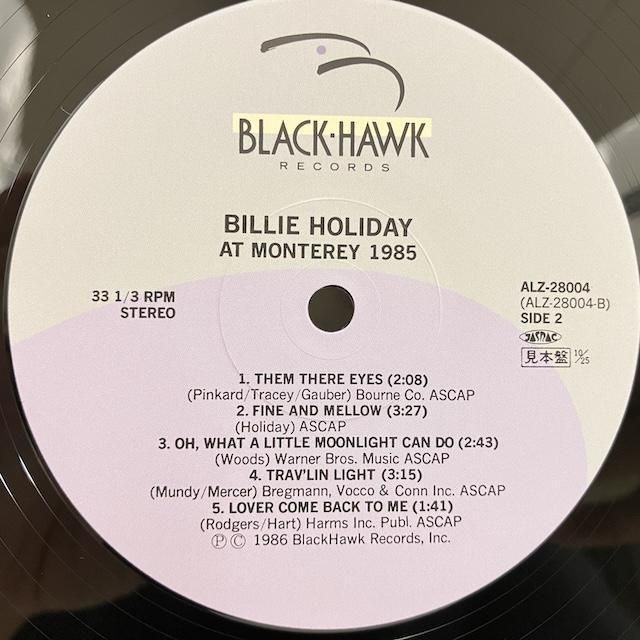 BLACK·HAWK
RECORDS
BILLIE HOLIDAY
AT MONTEREY 1985
33 1/3 RPM
STEREO
ALZ-28004
(ALZ-28004-B)
SIDE 2
JASRAC
見本盤 10/25
1. THEM THERE EYES (2:08)
(Pinkard/Tracey/Gauber) Bourne Co. ASCAP
2. FINE AND MELLOW (3:27)
(Holiday) ASCAP
3. OH, WHAT A LITTLE MOONLIGHT CAN DO (2:43)
(Woods) Warner Bros. Music ASCAP
4. TRAV'LIN LIGHT (3:15)
(Mundy/Mercer) Bregmann, Vocco & Conn Inc. ASCAP
5. LOVER COME BACK TO ME (1:41)
(Rodgers/Hart) Harms Inc. Publ. ASCAP
Ⓟ Ⓒ 1986 BlackHawk Records, Inc.